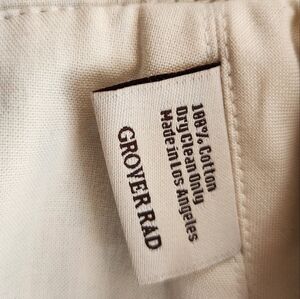 100% Cotton
Dry Clean Only
Made in Los Angeles
GROVER RAD